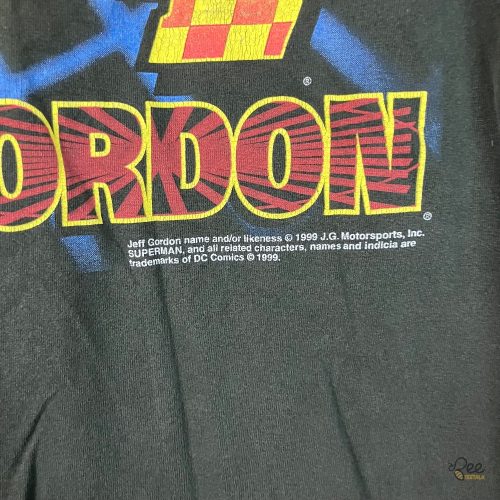 ®
ORDON
®
Jeff Gordon name and/or likeness © 1999 J.G. Motorsports, Inc.
SUPERMAN, and all related characters, names and indicia are
trademarks of DC Comics © 1999.
Bee